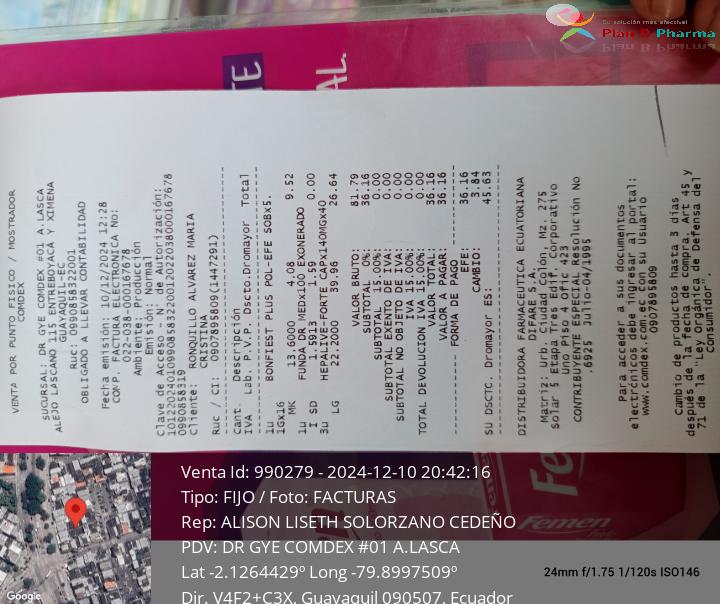 Su solución más efectiva!
Plan B Pharma
TE
AL.
VENTA POR PUNTO FISICO / MOSTRADOR
COMDEX
SUCURSAL: DR GYE COMDEX #01 A.LASCA
ALEJO LASCANO 115 ENTREBOYACÁ Y XIMENA
GUAYAQUIL-EC
Ruc: 0990858322001
OBLIGADO A LLEVAR CONTABILIDAD
Fecha emisión: 10/12/2024 12:28
COPP. FACTURA ELECTRONICA No:
Ambiente: Producción
Emisión: Normal
Clave de Acceso - N° de Autorización:
Cliente: RONQUILLO ALVAREZ MARIA
CRISTINA
Ruc / CI: 0907895809(1447291)
Cant. Descripción
IVA Lab. P.V.P. Dscto.Dromayor Total
1u BONFIEST PLUS POL-EFE SOBx5.
1Gx16
MK 13.6000 4.08 9.52
1u FUNDA DR MEDx100 EXONERADO
I SD 1.5913 1.59 0.00
3u HEPALIVE-FORTE CAPX140MGX40
LG 22.2000 39.96 26.64
VALOR BRUTO: 81.79
SUBTOTAL 0%: 36.16
SUBTOTAL 15.00%: 0.00
SUBTOTAL EXENTO DE IVA: 0.00
SUBTOTAL NO OBJETO DE IVA: 0.00
IVA 15.00%: 0.00
TOTAL DEVOLUCION IVA 15.00%: 0.00
VALOR TOTAL: 36.16
VALOR A PAGAR: 36.16
FORMA DE PAGO
EFE: 36.16
CAMBIO: 3.84
SU DSCTC. Dromayor ES: 45.63
DISTRIBUIDORA FARMACEUTICA ECUATORIANA
DIFARE S.A.
Matriz: Urb. Ciudad Colón, Mz. 275
Solar 5 Etapa Tres Edif. Corporativo
Uno Piso 4 Ofic 423
CONTRIBUYENTE ESPECIAL Resolución No
.6925 Julio-04/1995
Para acceder a sus documentos
electrónicos debe ingresar al portal:
www.comdex.com.ec con su Usuario
0907895809
Cambio de productos hasta 3 días
después de la fecha de compra. Art 45 y
71 de la "Ley Orgánica de Defensa del
Consumidor".
Fe
Femen
Google
Venta Id: 990279 - 2024-12-10 20:42:16
Tipo: FIJO / Foto: FACTURAS
Rep: ALISON LISETH SOLORZANO CEDEÑO
PDV: DR GYE COMDEX #01 A.LASCA
Lat -2.1264429º Long -79.8997509º
Dir. V4F2+C3X, Guayaquil 090507, Ecuador
24mm f/1.75 1/120s ISO146